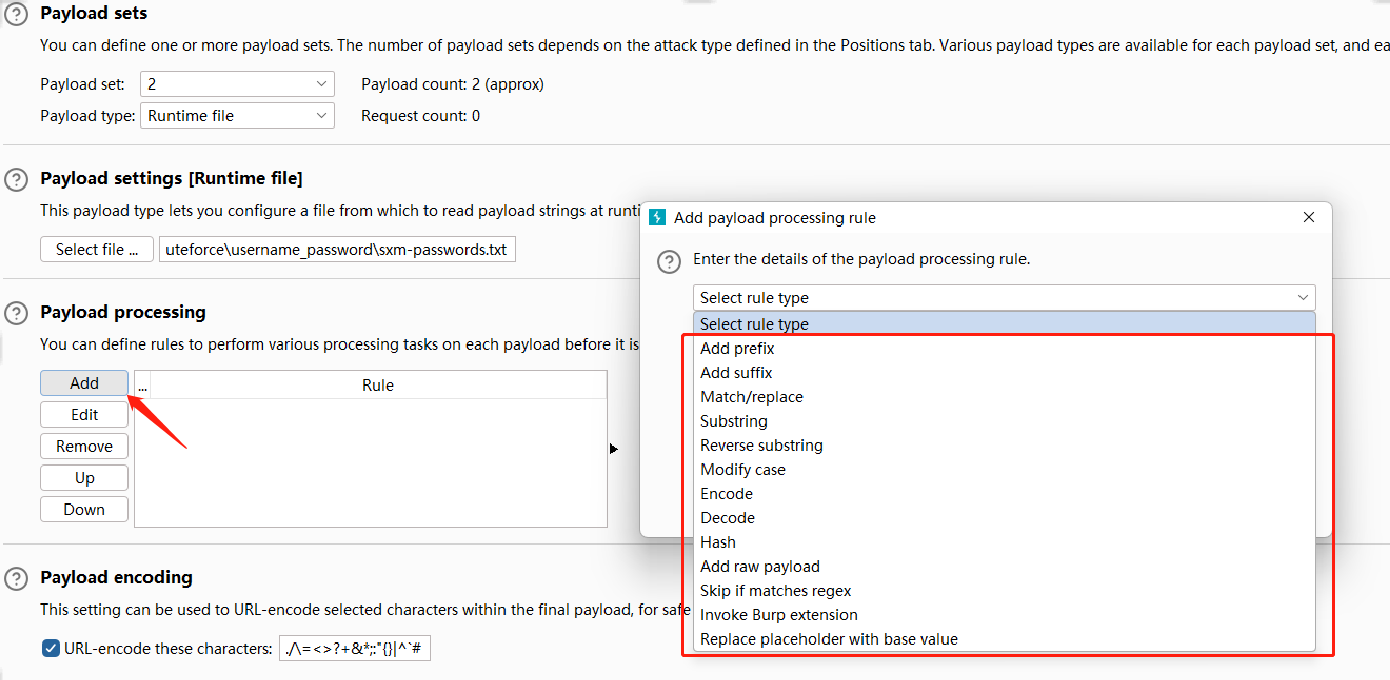 Payload sets
You can define one or more payload sets. The number of payload sets depends on the attack type defined in the Positions tab. Various payload types are available for each payload set, and ea
Payload set: 2 Payload count: 2 (approx)
Payload type: Runtime file Request count: 0
Payload settings [Runtime file]
This payload type lets you configure a file from which to read payload strings at runti
Select file ... uteforce\username_password\sxm-passwords.txt
Payload processing
You can define rules to perform various processing tasks on each payload before it is
Add ... Rule
Edit
Remove
Up
Down
Payload encoding
This setting can be used to URL-encode selected characters within the final payload, for safe
URL-encode these characters: ./\=<>?+&*;:"{}|^`#
Add payload processing rule
Enter the details of the payload processing rule.
Select rule type
Select rule type
Add prefix
Add suffix
Match/replace
Substring
Reverse substring
Modify case
Encode
Decode
Hash
Add raw payload
Skip if matches regex
Invoke Burp extension
Replace placeholder with base value